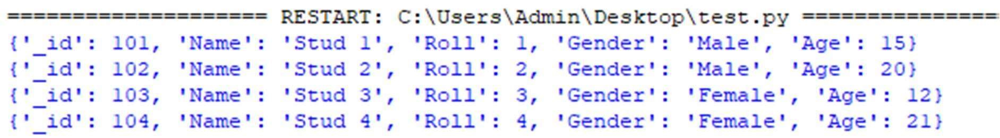 ==================== RESTART: C:\Users\Admin\Desktop\test.py ===============
{'_id': 101, 'Name': 'Stud 1', 'Roll': 1, 'Gender': 'Male', 'Age': 15}
{'_id': 102, 'Name': 'Stud 2', 'Roll': 2, 'Gender': 'Male', 'Age': 20}
{'_id': 103, 'Name': 'Stud 3', 'Roll': 3, 'Gender': 'Female', 'Age': 12}
{'_id': 104, 'Name': 'Stud 4', 'Roll': 4, 'Gender': 'Female', 'Age': 21}